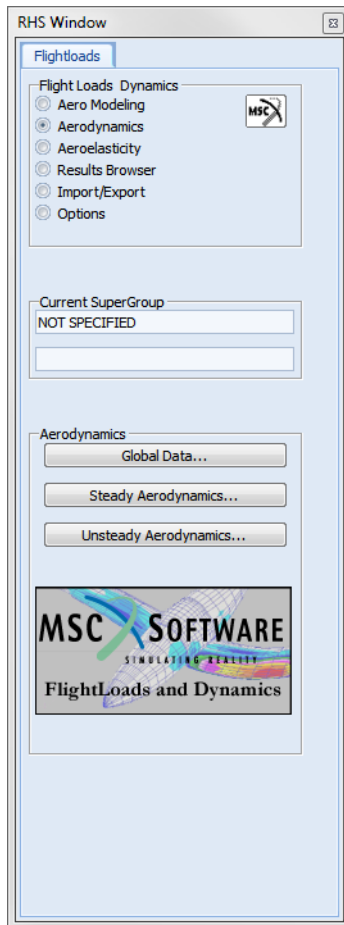 RHS Window
Flightloads
Flight Loads Dynamics
Aero Modeling
MSC
Aerodynamics
Aeroelasticity
Results Browser
Import/Export
Options
Current SuperGroup
NOT SPECIFIED
Aerodynamics
Global Data...
Steady Aerodynamics...
Unsteady Aerodynamics...
MSC SOFTWARE
SIMULATING REALITY
FlightLoads and Dynamics